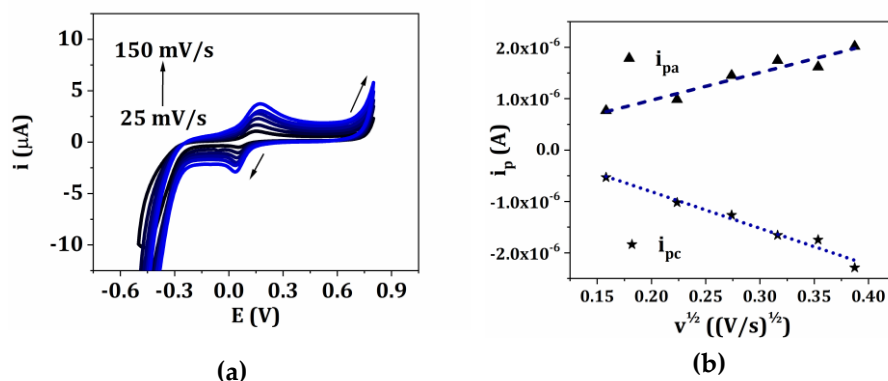 10
5
0
-5
-10
i (μA)
150 mV/s
25 mV/s
-0.6
-0.3
0.0
0.3
0.6
0.9
E (V)
(a)
2.0x10⁻⁶
1.0x10⁻⁶
0.0
-1.0x10⁻⁶
-2.0x10⁻⁶
iₚ (A)
iₚₐ
i_pc
0.15
0.20
0.25
0.30
0.35
0.40
v^½ ((V/s)^½)
(b)